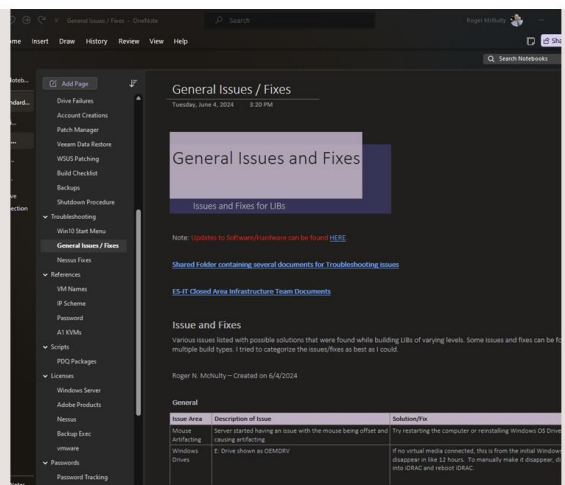 General Issues / Fixes - OneNote
Search
Roger McNulty
ome Insert Draw History Review View Help
Sha
Search Notebooks
Noteb...
ndard...
ve
ection
Add Page
Drive Failures
Account Creations
Patch Manager
Veeam Data Restore
WSUS Patching
Build Checklist
Backups
Shutdown Procedure
Troubleshooting
Win10 Start Menu
General Issues / Fixes
Nessus Fixes
References
VM Names
IP Scheme
Password
A1 KVMs
Scripts
PDQ Packages
Licenses
Windows Server
Adobe Products
Nessus
Backup Exec
vmware
Passwords
Password Tracking
General Issues / Fixes
Tuesday, June 4, 2024 3:20 PM
General Issues and Fixes
Issues and Fixes for LIBs
Note: Updates to Software/Hardware can be found HERE
Shared Folder containing several documents for Troubleshooting issues
ES-IT Closed Area Infrastructure Team Documents
Issue and Fixes
Various issues listed with possible solutions that were found while building LIBs of varying levels. Some issues and fixes can be fo
multiple build types. I tried to categorize the issues/fixes as best as I could.
Roger N. McNulty – Created on 6/4/2024
General
Issue Area Description of Issue Solution/Fix
Mouse Server started having an issue with the mouse being offset and Try restarting the computer or reinstalling Windows OS Drive
Artifacting causing artifacting
Windows E: Drive shown as OEMDRV If no virtual media connected, this is from the initial Window
Drives disappear in like 12 hours. To manually make it disappear, di
into iDRAC and reboot iDRAC.